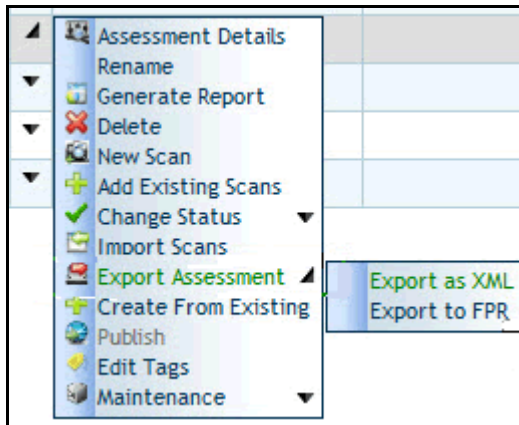 Assessment Details
Rename
Generate Report
Delete
New Scan
Add Existing Scans
Change Status
Import Scans
Export Assessment
Export as XML
Export to FPR
Create From Existing
Publish
Edit Tags
Maintenance